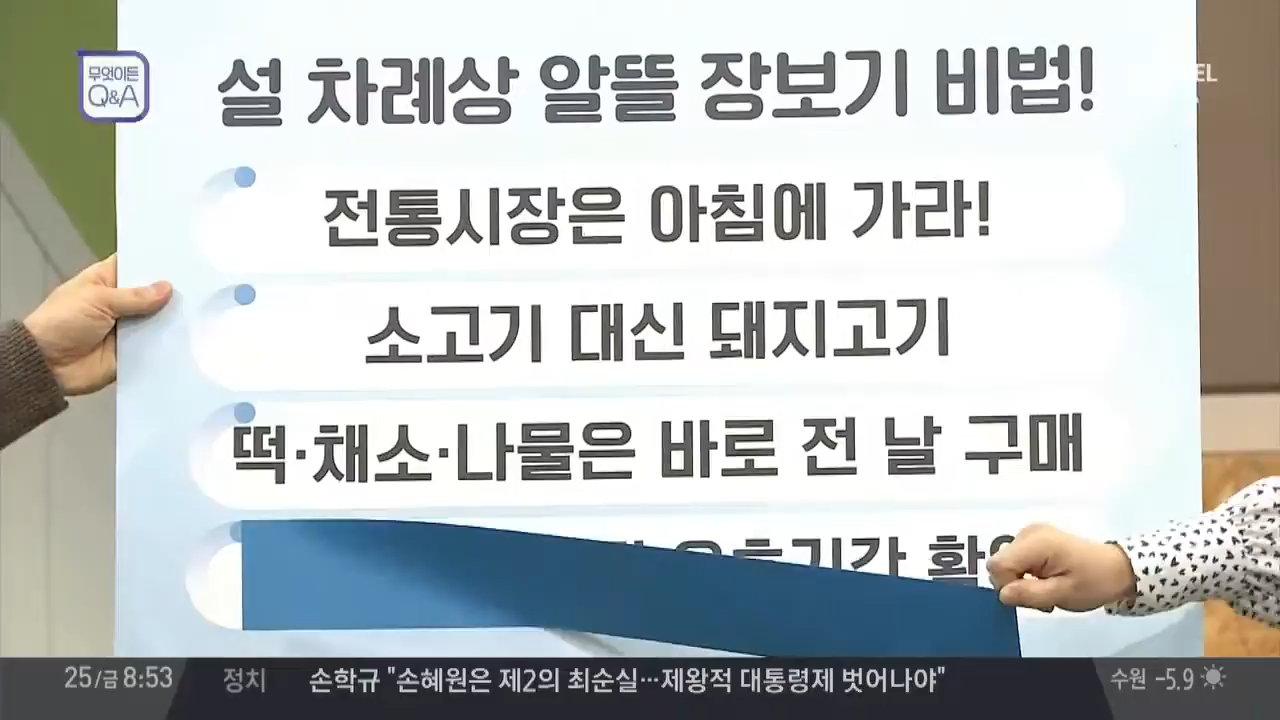 무엇이든
Q&A
설 차례상 알뜰 장보기 비법!
전통시장은 아침에 가라!
소고기 대신 돼지고기
떡·채소·나물은 바로 전 날 구매
25/금 8:53
정치
손학규 "손혜원은 제2의 최순실…제왕적 대통령제 벗어나야"
수원 -5.9